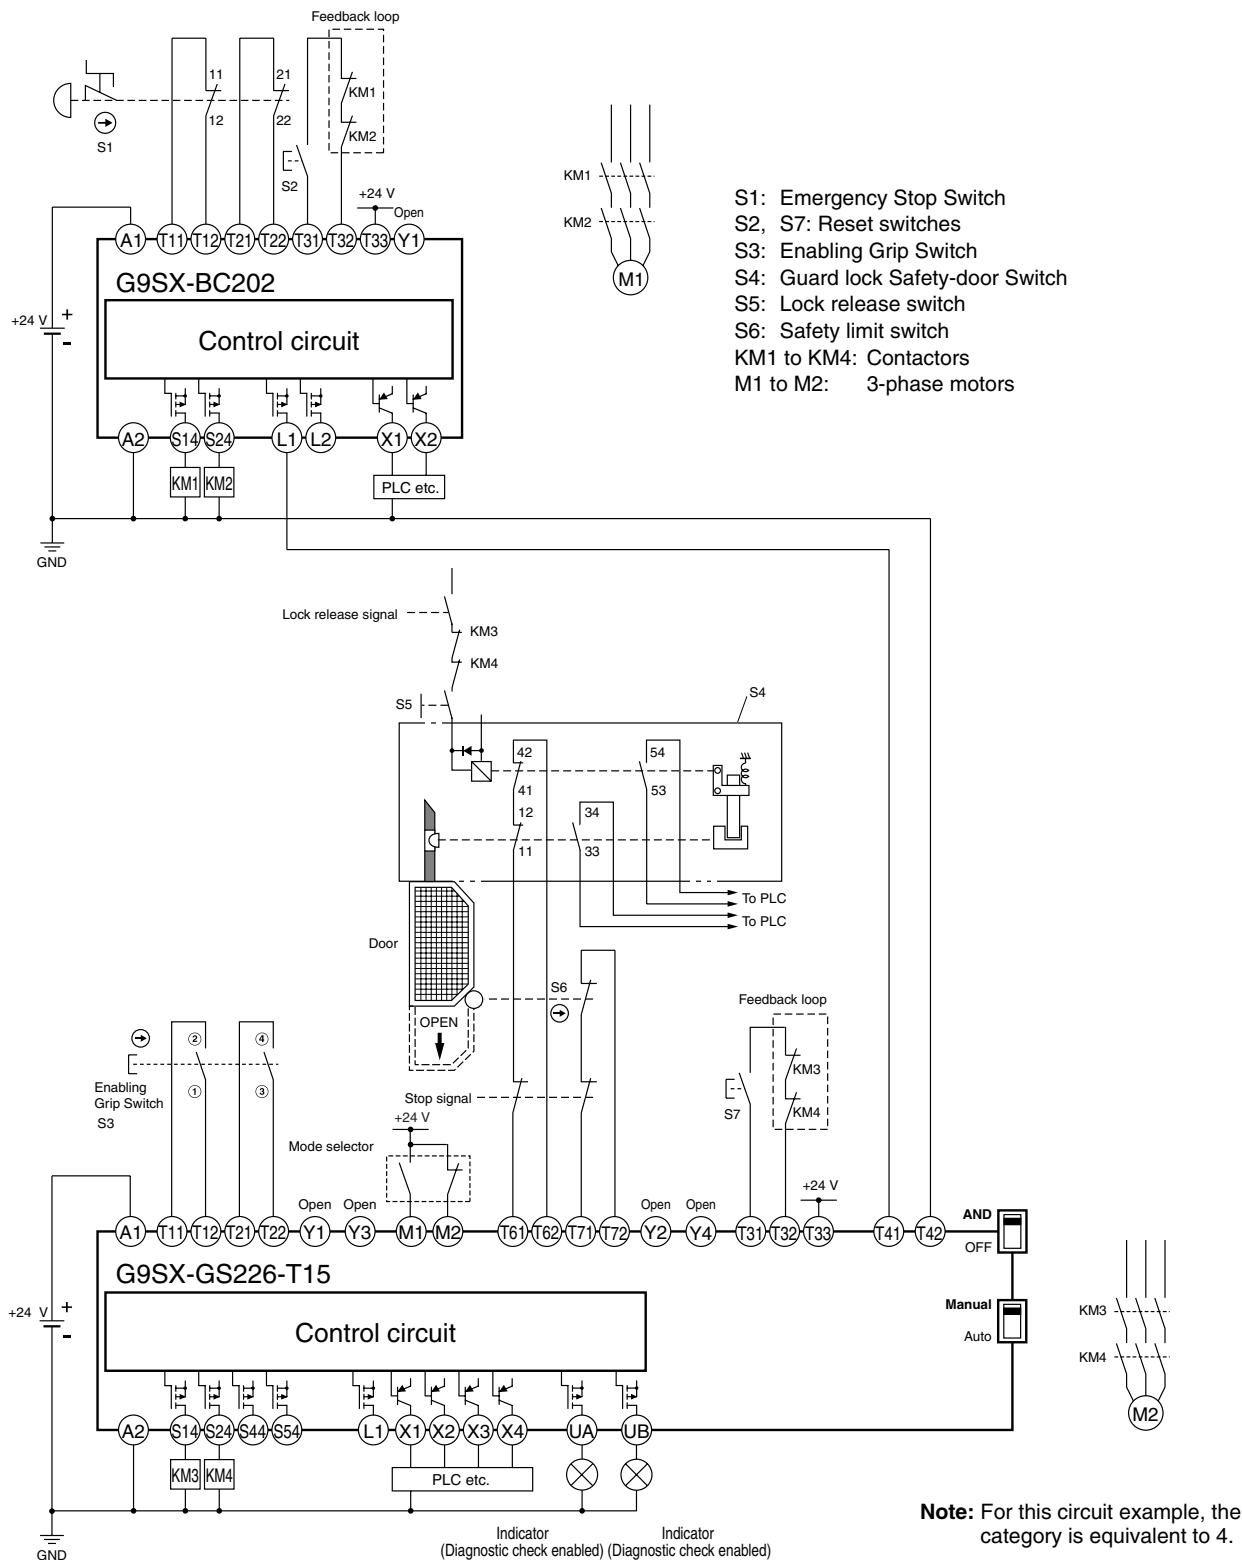 Feedback loop
11
21
12
22
KM1
KM2
S1
S2
+24 V
Open
A1
T11
T12
T21
T22
T31
T32
T33
Y1
G9SX-BC202
Control circuit
+24 V
+
-
A2
S14
S24
L1
L2
X1
X2
KM1
KM2
PLC etc.
GND
KM1
KM2
M1
S1: Emergency Stop Switch
S2, S7: Reset switches
S3: Enabling Grip Switch
S4: Guard lock Safety-door Switch
S5: Lock release switch
S6: Safety limit switch
KM1 to KM4: Contactors
M1 to M2: 3-phase motors
Lock release signal
KM3
KM4
S5
S4
42
41
12
11
54
53
34
33
To PLC
To PLC
Door
OPEN
S6
Stop signal
Feedback loop
KM3
KM4
S7
+24 V
②
④
①
③
Enabling
Grip Switch
S3
+24 V
Mode selector
Open
Open
Open
Open
A1
T11
T12
T21
T22
Y1
Y3
M1
M2
T61
T62
T71
T72
Y2
Y4
T31
T32
T33
T41
T42
AND
OFF
Manual
Auto
G9SX-GS226-T15
Control circuit
+24 V
+
-
A2
S14
S24
S44
S54
L1
X1
X2
X3
X4
UA
UB
KM3
KM4
PLC etc.
GND
Indicator
(Diagnostic check enabled)
Indicator
(Diagnostic check enabled)
KM3
KM4
M2
Note: For this circuit example, the
category is equivalent to 4.